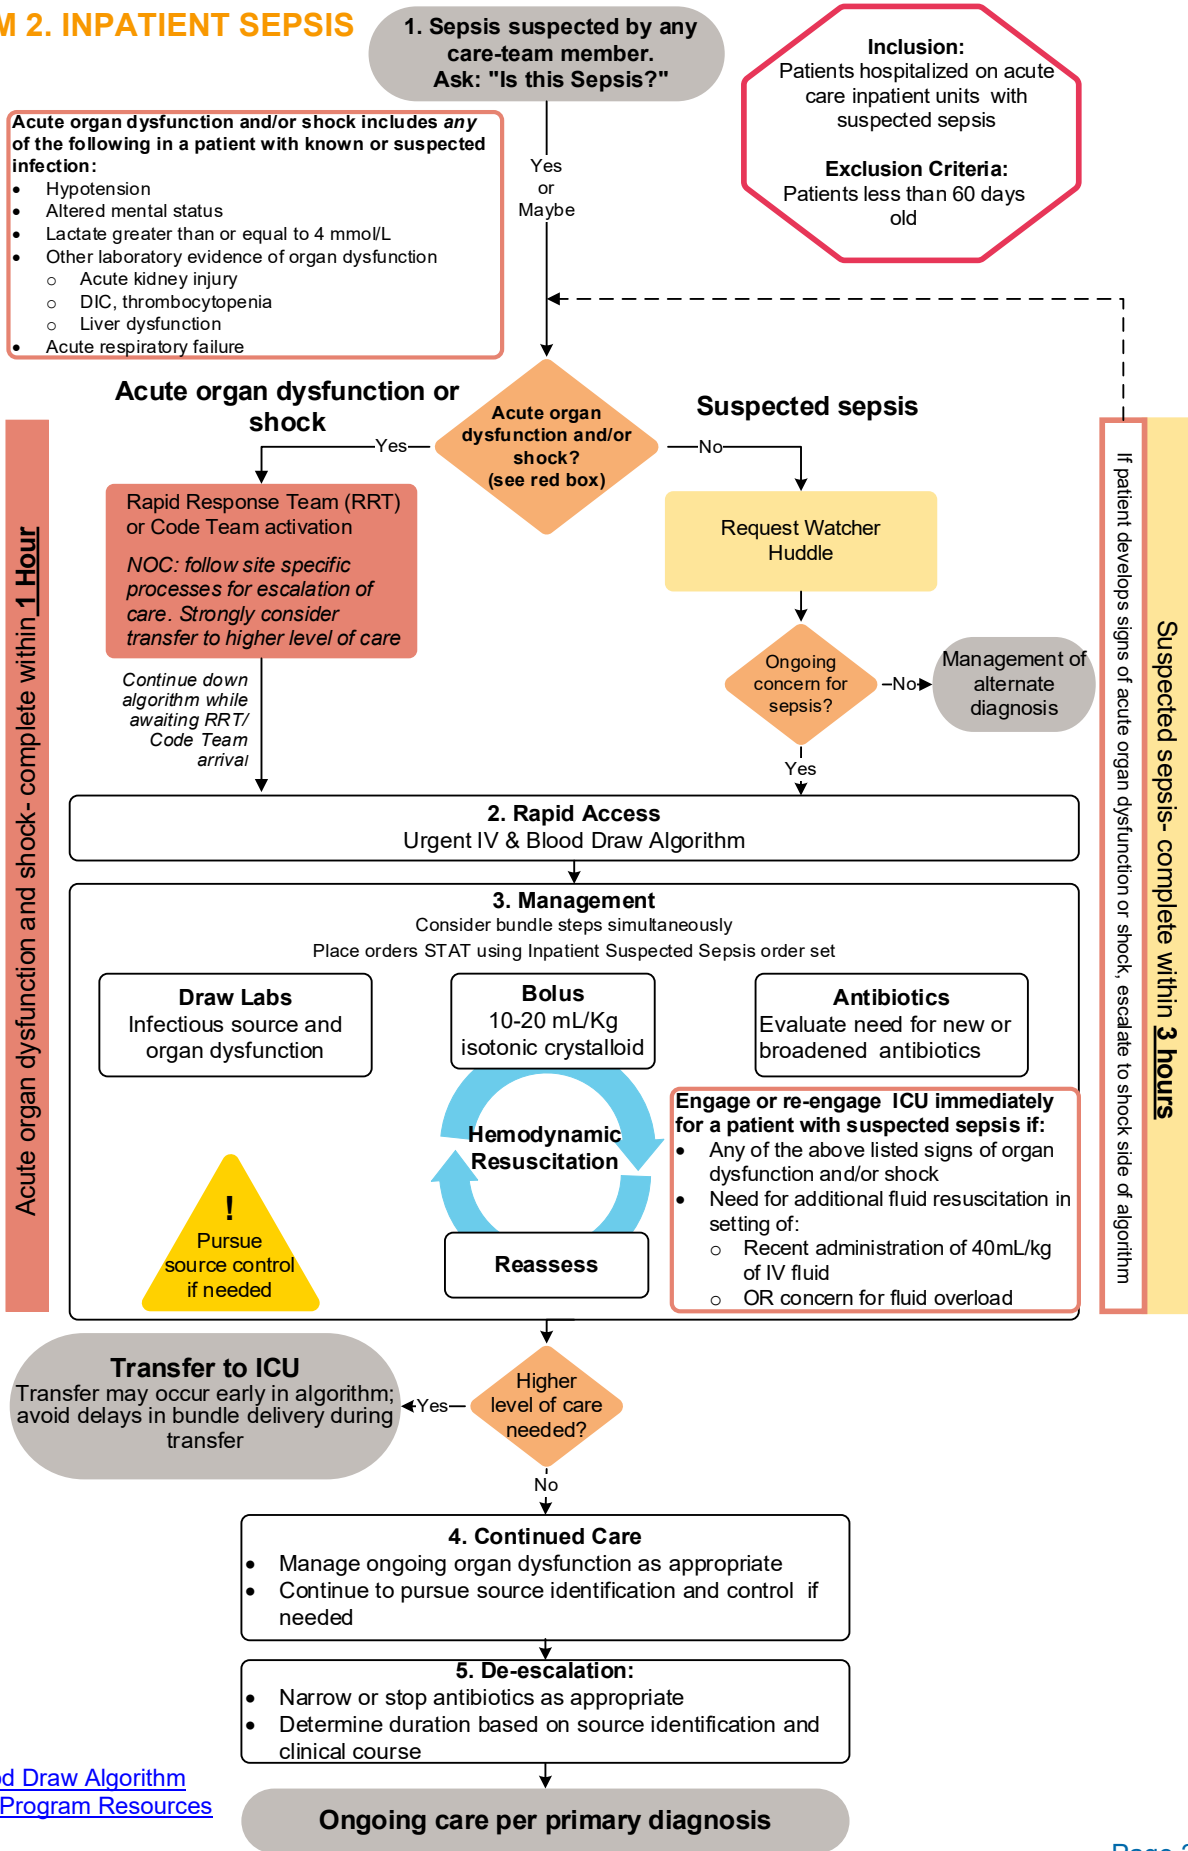 M 2. INPATIENT SEPSIS
1. Sepsis suspected by any
care-team member.
Ask: "Is this Sepsis?"
Inclusion:
Patients hospitalized on acute
care inpatient units with
suspected sepsis
Exclusion Criteria:
Patients less than 60 days
old
Acute organ dysfunction and/or shock includes any
of the following in a patient with known or suspected
infection:
• Hypotension
• Altered mental status
• Lactate greater than or equal to 4 mmol/L
• Other laboratory evidence of organ dysfunction
o Acute kidney injury
o DIC, thrombocytopenia
o Liver dysfunction
• Acute respiratory failure
Yes
or
Maybe
Acute organ dysfunction or
shock
Suspected sepsis
Acute organ
dysfunction and/or
shock?
(see red box)
Yes
No
Rapid Response Team (RRT)
or Code Team activation
NOC: follow site specific
processes for escalation of
care. Strongly consider
transfer to higher level of care
Request Watcher
Huddle
Continue down
algorithm while
awaiting RRT/
Code Team
arrival
Ongoing
concern for
sepsis?
No
Management of
alternate
diagnosis
Yes
Acute organ dysfunction and shock- complete within 1 Hour
If patient develops signs of acute organ dysfunction or shock, escalate to shock side of algorithm
Suspected sepsis- complete within 3 hours
2. Rapid Access
Urgent IV & Blood Draw Algorithm
3. Management
Consider bundle steps simultaneously
Place orders STAT using Inpatient Suspected Sepsis order set
Draw Labs
Infectious source and
organ dysfunction
Bolus
10-20 mL/Kg
isotonic crystalloid
Antibiotics
Evaluate need for new or
broadened antibiotics
Hemodynamic
Resuscitation
Reassess
!
Pursue
source control
if needed
Engage or re-engage ICU immediately
for a patient with suspected sepsis if:
• Any of the above listed signs of organ
dysfunction and/or shock
• Need for additional fluid resuscitation in
setting of:
o Recent administration of 40mL/kg
of IV fluid
o OR concern for fluid overload
Transfer to ICU
Transfer may occur early in algorithm;
avoid delays in bundle delivery during
transfer
Yes
Higher
level of care
needed?
No
4. Continued Care
• Manage ongoing organ dysfunction as appropriate
• Continue to pursue source identification and control if
needed
5. De-escalation:
• Narrow or stop antibiotics as appropriate
• Determine duration based on source identification and
clinical course
od Draw Algorithm
Program Resources
Ongoing care per primary diagnosis